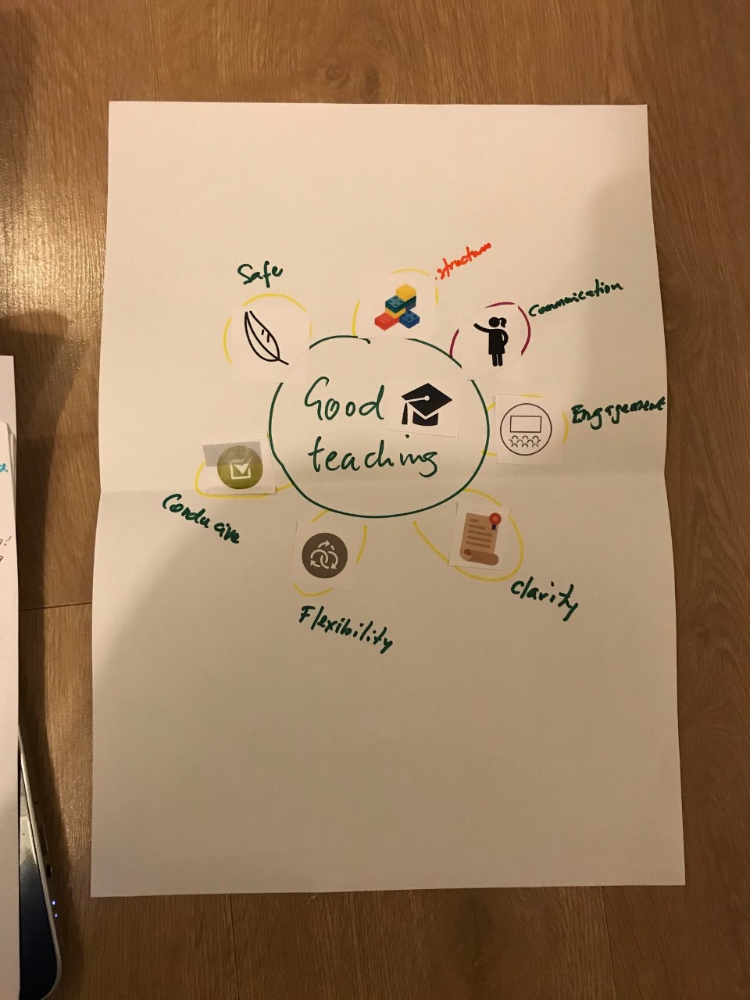 Safe
structure
Communication
Good
teaching
Engagement
Conducive
Clarity
Flexibility